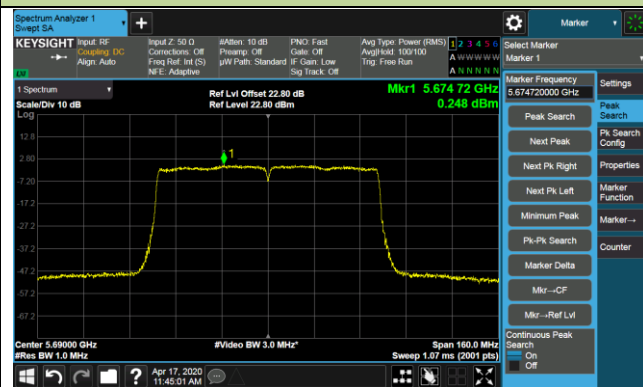 Spectrum Analyzer 1
Swept SA
Marker
KEYSIGHT
Input: RF
Coupling: DC
Align: Auto
Input Z: 50 Ω
Corrections: Off
Freq Ref: Int (S)
NFE: Adaptive
#Atten: 10 dB
Preamp: Off
µW Path: Standard
PNO: Fast
Gate: Off
IF Gain: Low
Sig Track: Off
Avg Type: Power (RMS)
Avg|Hold: 100/100
Trig: Free Run
1 2 3 4 5 6
A W W W W W
A N N N N N
LXI
Select Marker
Marker 1
1 Spectrum
Scale/Div 10 dB
Log
Ref Lvl Offset 22.80 dB
Ref Level 22.80 dBm
Mkr1 5.674 72 GHz
0.248 dBm
12.8
2.80
-7.20
-17.2
-27.2
-37.2
-47.2
-57.2
-67.2
1
Center 5.69000 GHz
#Res BW 1.0 MHz
#Video BW 3.0 MHz*
Span 160.0 MHz
Sweep 1.07 ms (2001 pts)
Marker Frequency
5.674720000 GHz
Peak Search
Next Peak
Next Pk Right
Next Pk Left
Minimum Peak
Pk-Pk Search
Marker Delta
Mkr→CF
Mkr→Ref Lvl
Continuous Peak
Search
On
Off
Settings
Peak
Search
Pk Search
Config
Properties
Marker
Function
Marker→
Counter
Apr 17, 2020
11:45:01 AM